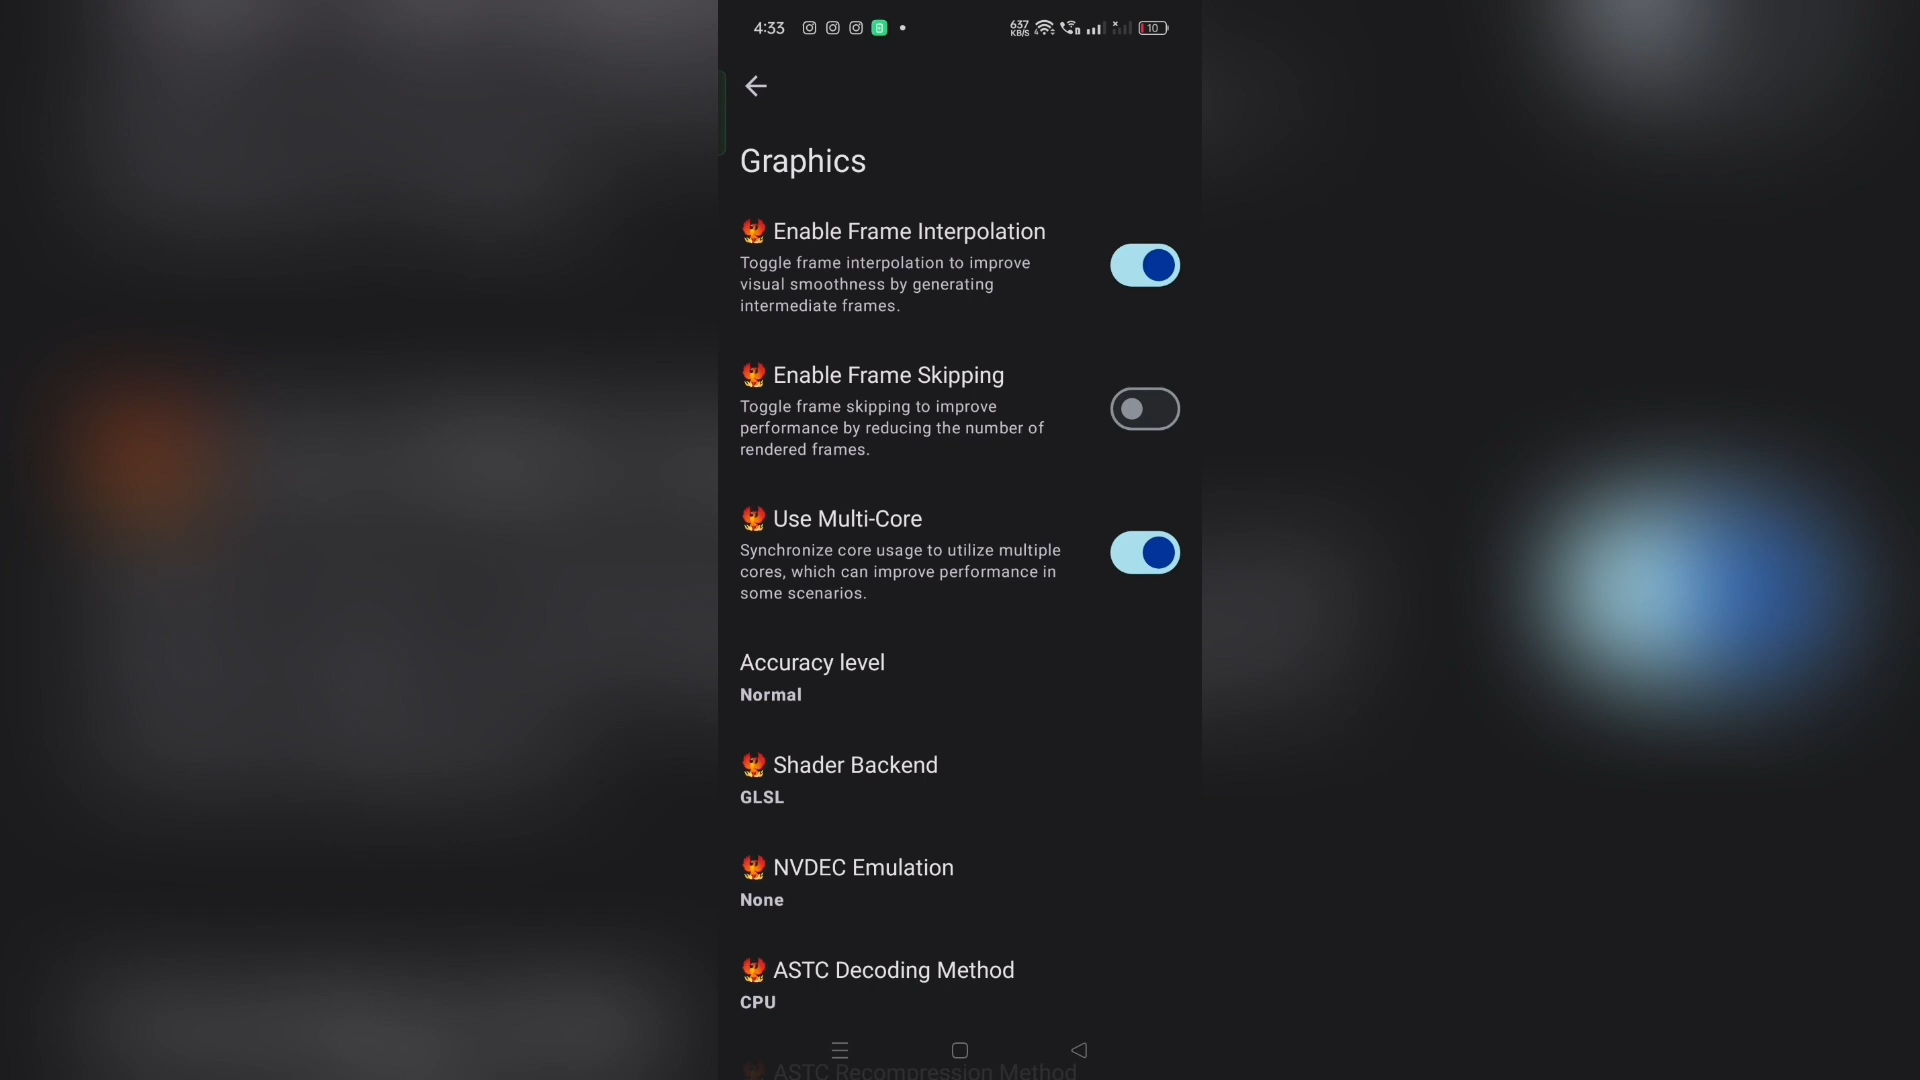 4:33
637
KB/S
10
Graphics
Enable Frame Interpolation
Toggle frame interpolation to improve
visual smoothness by generating
intermediate frames.
Enable Frame Skipping
Toggle frame skipping to improve
performance by reducing the number of
rendered frames.
Use Multi-Core
Synchronize core usage to utilize multiple
cores, which can improve performance in
some scenarios.
Accuracy level
Normal
Shader Backend
GLSL
NVDEC Emulation
None
ASTC Decoding Method
CPU
ASTC Recompression Method